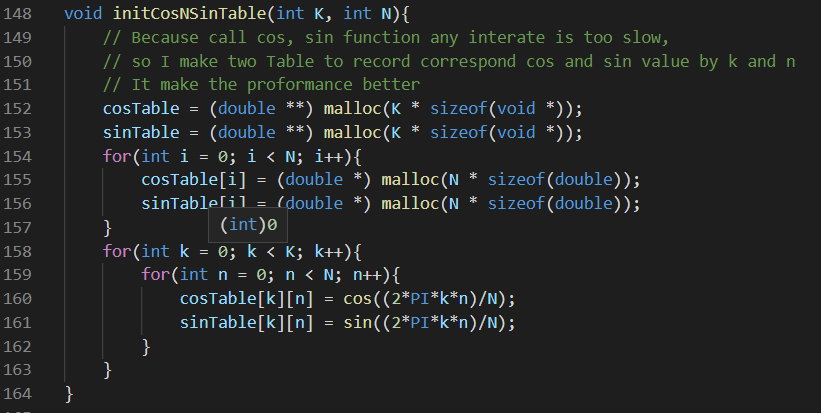 148 void initCosNSinTable(int K, int N){
149 // Because call cos, sin function any interate is too slow,
150 // so I make two Table to record correspond cos and sin value by k and n
151 // It make the proformance better
152 cosTable = (double **) malloc(K * sizeof(void *));
153 sinTable = (double **) malloc(K * sizeof(void *));
154 for(int i = 0; i < N; i++){
155 cosTable[i] = (double *) malloc(N * sizeof(double));
156 sinTable[i] = (double *) malloc(N * sizeof(double));
157 }
(int)0
158 for(int k = 0; k < K; k++){
159 for(int n = 0; n < N; n++){
160 cosTable[k][n] = cos((2*PI*k*n)/N);
161 sinTable[k][n] = sin((2*PI*k*n)/N);
162 }
163 }
164 }